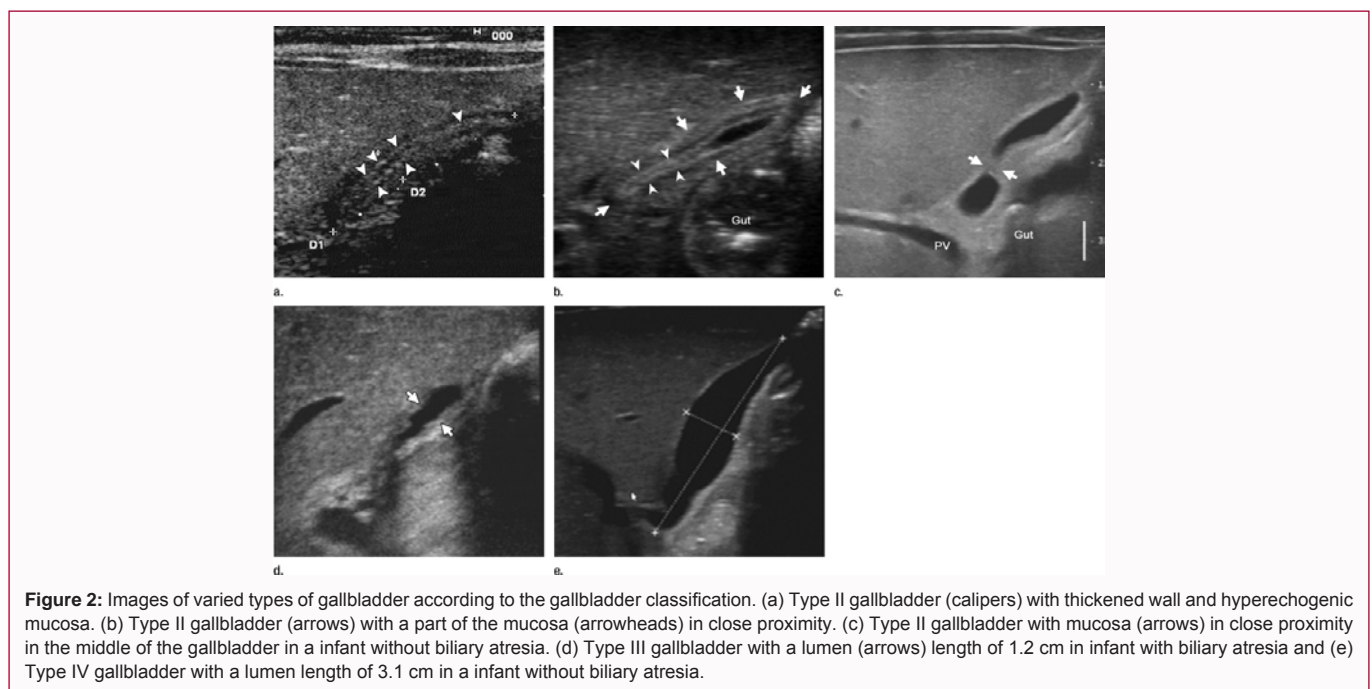 000
D2
D1
Gut
PV
Gut
1
2
3
a.
b.
c.
d.
e.
Figure 2: Images of varied types of gallbladder according to the gallbladder classification. (a) Type II gallbladder (calipers) with thickened wall and hyperechogenic
mucosa. (b) Type II gallbladder (arrows) with a part of the mucosa (arrowheads) in close proximity. (c) Type II gallbladder with mucosa (arrows) in close proximity
in the middle of the gallbladder in a infant without biliary atresia. (d) Type III gallbladder with a lumen (arrows) length of 1.2 cm in infant with biliary atresia and (e)
Type IV gallbladder with a lumen length of 3.1 cm in a infant without biliary atresia.